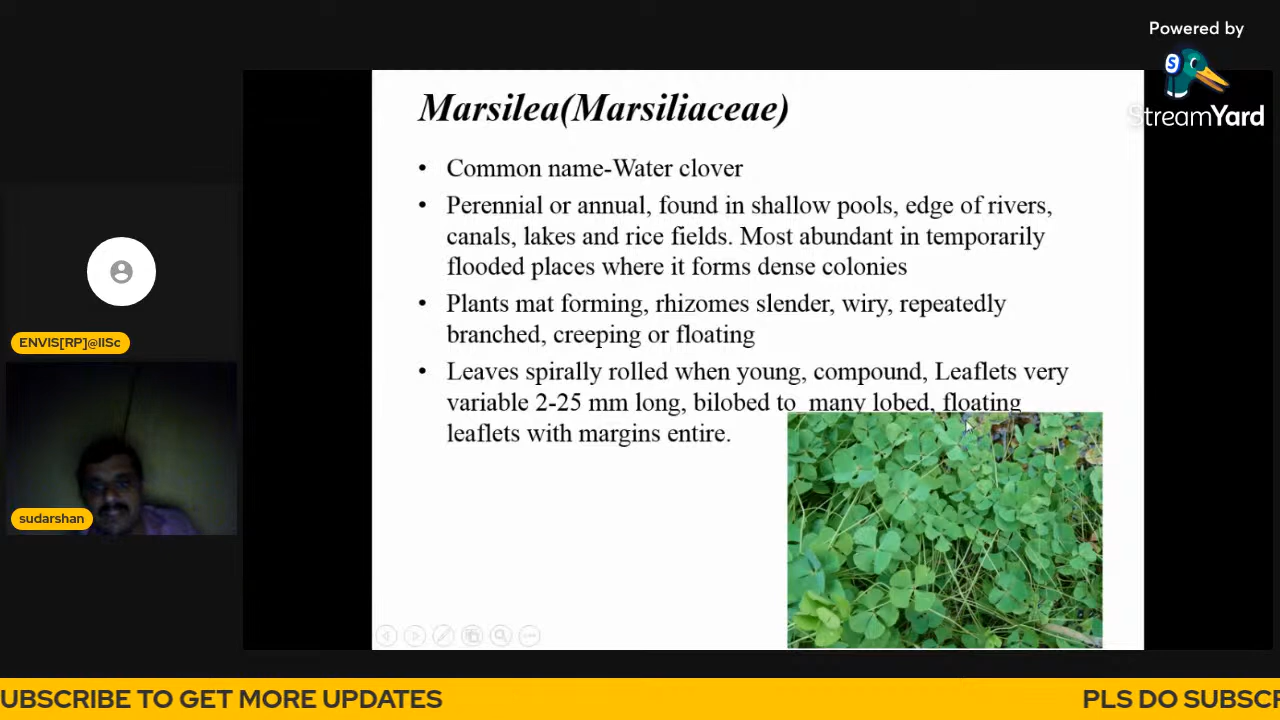 Powered by
StreamYard
Marsilea(Marsiliaceae)
• Common name-Water clover
• Perennial or annual, found in shallow pools, edge of rivers,
canals, lakes and rice fields. Most abundant in temporarily
flooded places where it forms dense colonies
• Plants mat forming, rhizomes slender, wiry, repeatedly
branched, creeping or floating
• Leaves spirally rolled when young, compound, Leaflets very
variable 2-25 mm long, bilobed to many lobed, floating
leaflets with margins entire.
ENVIS[RP]@IISc
sudarshan
UBSCRIBE TO GET MORE UPDATES
PLS DO SUBSCR